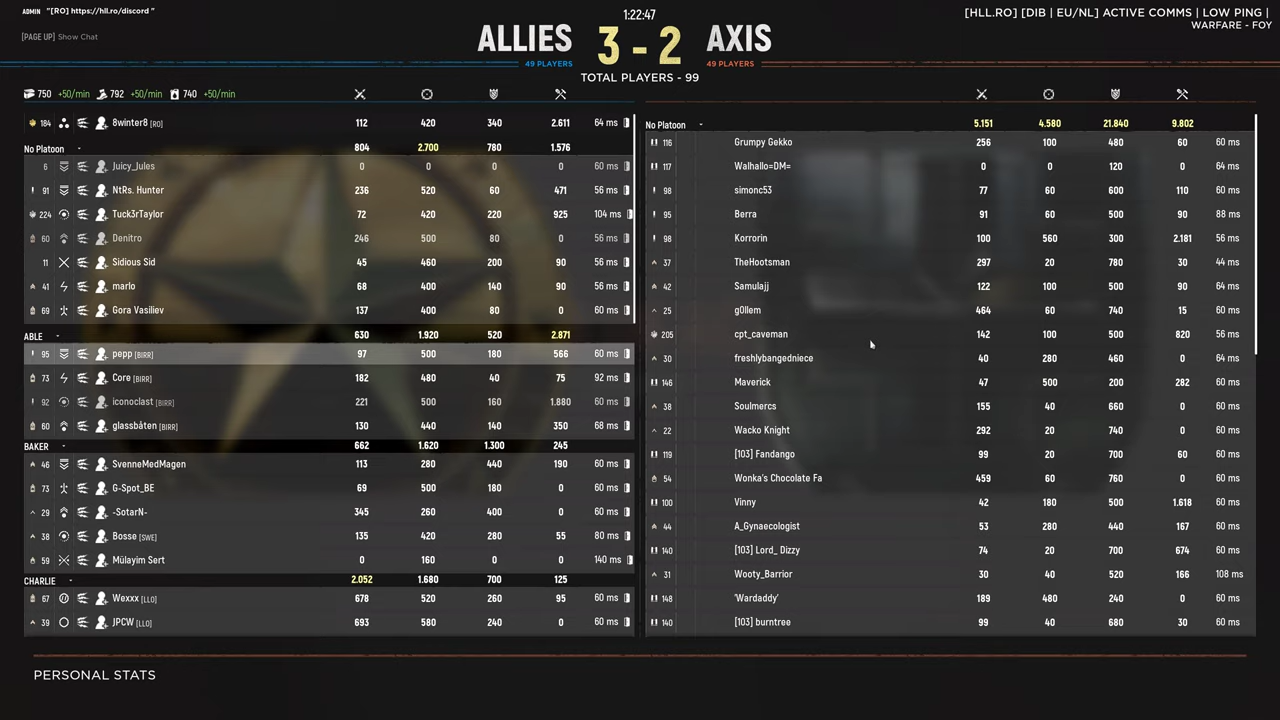 ADMIN "[RO] https://hll.ro/discord "
[PAGE UP] Show Chat
1:22:47
ALLIES 3 - 2 AXIS
49 PLAYERS 49 PLAYERS
TOTAL PLAYERS - 99
[HLL.RO] [DIB | EU/NL] ACTIVE COMMS | LOW PING |
WARFARE - FOY
750 +50/min 792 +50/min 740 +50/min
184 8winter8 [RO] 112 420 340 2.611 64 ms
No Platoon - 804 2.700 780 1.576
6 Juicy_Jules 0 0 0 0 60 ms
91 NtRs. Hunter 236 520 60 471 56 ms
224 Tuck3rTaylor 72 420 220 925 104 ms
60 Denitro 246 500 80 0 56 ms
11 Sidious Sid 45 460 200 90 56 ms
41 marlo 68 400 140 90 56 ms
69 Gora Vasiliev 137 400 80 0 60 ms
ABLE - 630 1.920 520 2.871
95 pepp [BIRR] 97 500 180 566 60 ms
73 Core [BIRR] 182 480 40 75 92 ms
92 iconoclast [BIRR] 221 500 160 1.880 60 ms
60 glassbåten [BIRR] 130 440 140 350 68 ms
BAKER - 662 1.620 1.300 245
46 SvenneMedMagen 113 280 440 190 60 ms
73 G-Spot_BE 69 500 180 0 60 ms
29 -SotarN- 345 260 400 0 60 ms
38 Bosse [SWE] 135 420 280 55 80 ms
59 Mülayim Sert 0 160 0 0 140 ms
CHARLIE - 2.052 1.680 700 125
67 Wexxx [LLO] 678 520 260 95 60 ms
39 JPCW [LLO] 693 580 240 0 60 ms
No Platoon - 5.151 4.580 21.840 9.802
116 Grumpy Gekko 256 100 480 60 60 ms
117 Walhallo=DM= 0 0 120 0 64 ms
98 simonc53 77 60 600 110 60 ms
95 Berra 91 60 500 90 88 ms
98 Korrorin 100 560 300 2.181 56 ms
37 TheHootsman 297 20 780 30 44 ms
42 Samulajj 122 100 500 90 60 ms
25 g0llem 464 60 740 15 60 ms
205 cpt_caveman 142 100 500 820 56 ms
30 freshlybangedniece 40 280 460 0 64 ms
146 Maverick 47 500 200 282 60 ms
38 Soulmercs 155 40 660 0 60 ms
22 Wacko Knight 292 20 740 0 60 ms
119 [103] Fandango 99 20 700 60 60 ms
54 Wonka's Chocolate Fa 459 60 760 0 60 ms
100 Vinny 42 180 500 1.618 60 ms
44 A_Gynaecologist 53 280 440 167 60 ms
140 [103] Lord_ Dizzy 74 20 700 674 60 ms
31 Wooty_Barrior 30 40 520 166 108 ms
148 'Wardaddy' 189 480 240 0 60 ms
140 [103] burntree 99 40 680 30 60 ms
PERSONAL STATS